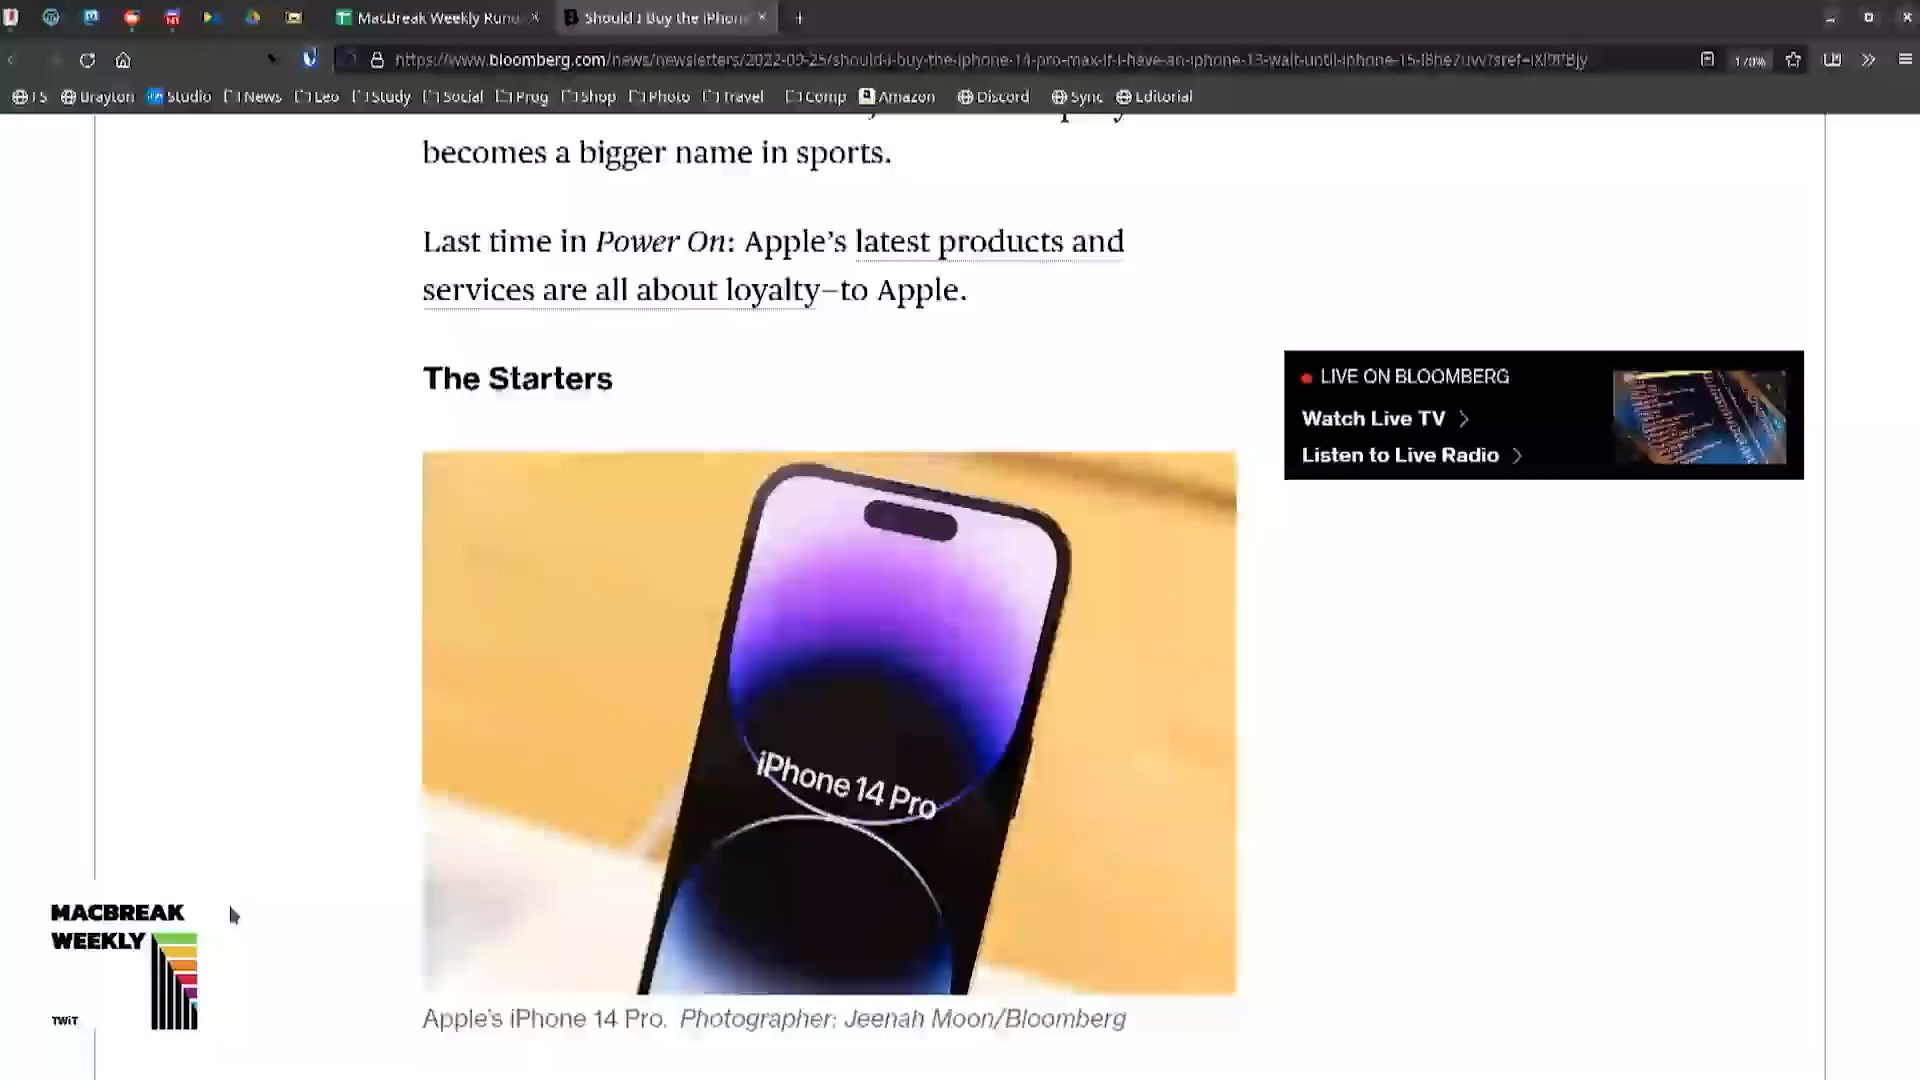 MacBreak Weekly Rund
Should I Buy the iPhone
https://www.bloomberg.com/news/newsletters/2022-09-25/should-i-buy-the-iphone-14-pro-max-if-i-have-an-iphone-13-wait-until-iphone-15-l8he7uvv?sref=
170%
TS Brayton Studio News Leo Study Social Prog Shop Photo Travel Comp Amazon Discord Sync Editorial
becomes a bigger name in sports.
Last time in Power On: Apple’s latest products and
services are all about loyalty—to Apple.
The Starters
LIVE ON BLOOMBERG
Watch Live TV
Listen to Live Radio
iPhone 14 Pro
Apple’s iPhone 14 Pro. Photographer: Jeenah Moon/Bloomberg
MACBREAK
WEEKLY
TWiT